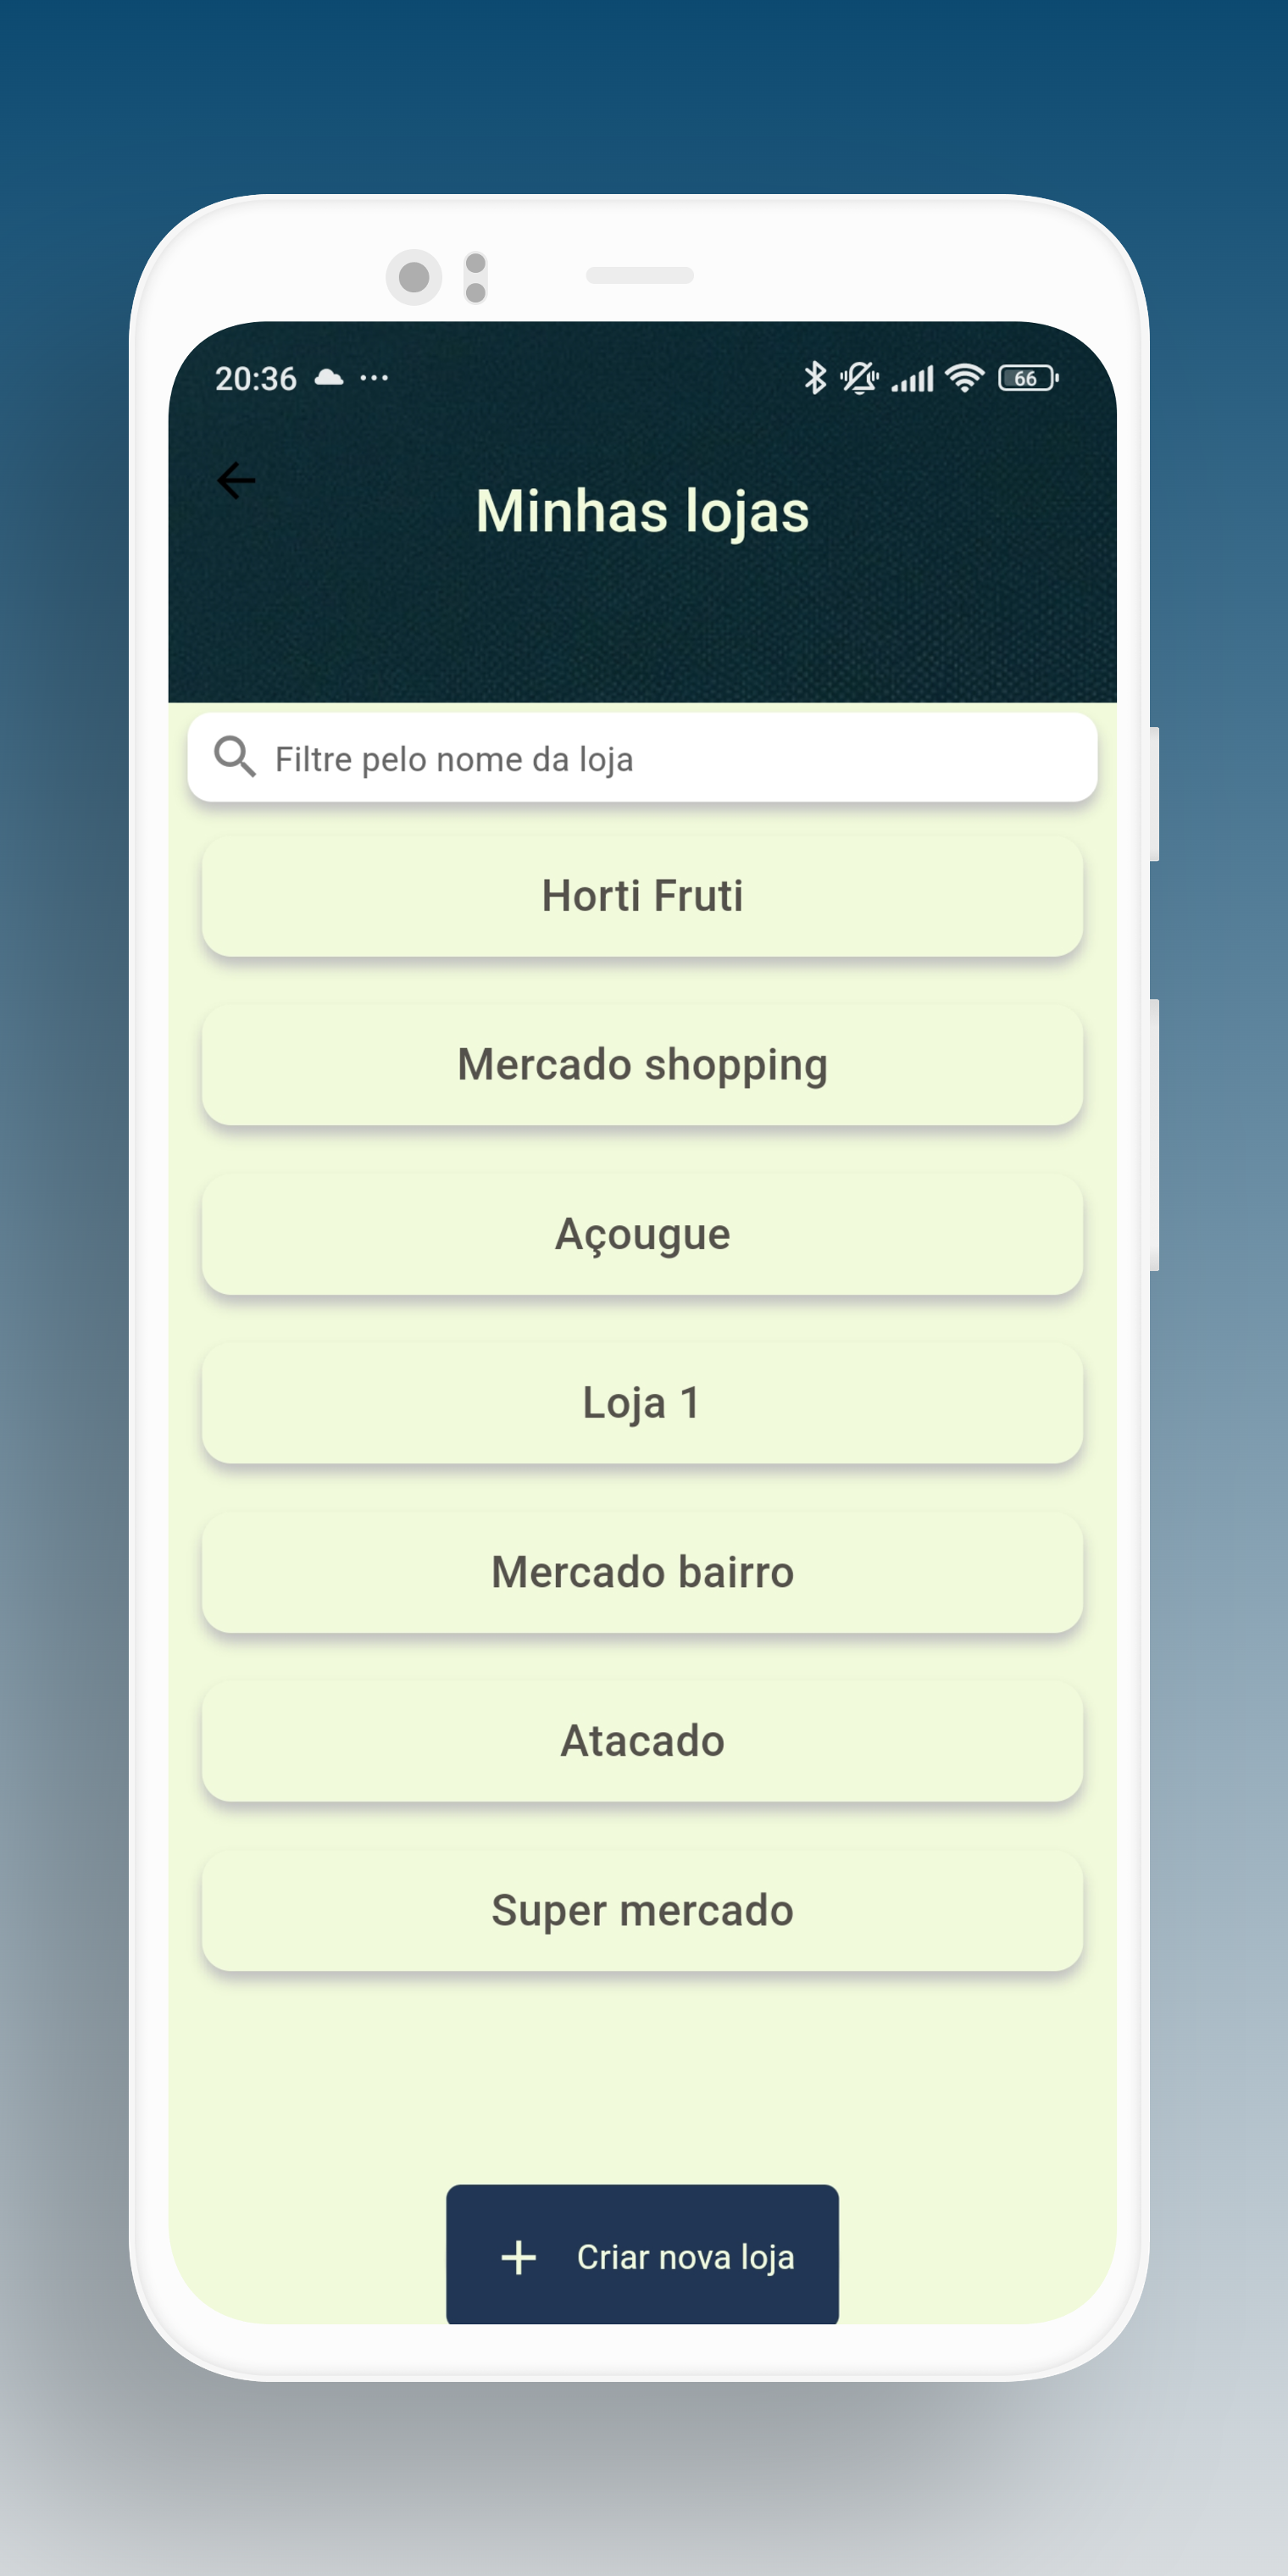 20:36
66
Minhas lojas
Filtre pelo nome da loja
Horti Fruti
Mercado shopping
Açougue
Loja 1
Mercado bairro
Atacado
Super mercado
Criar nova loja